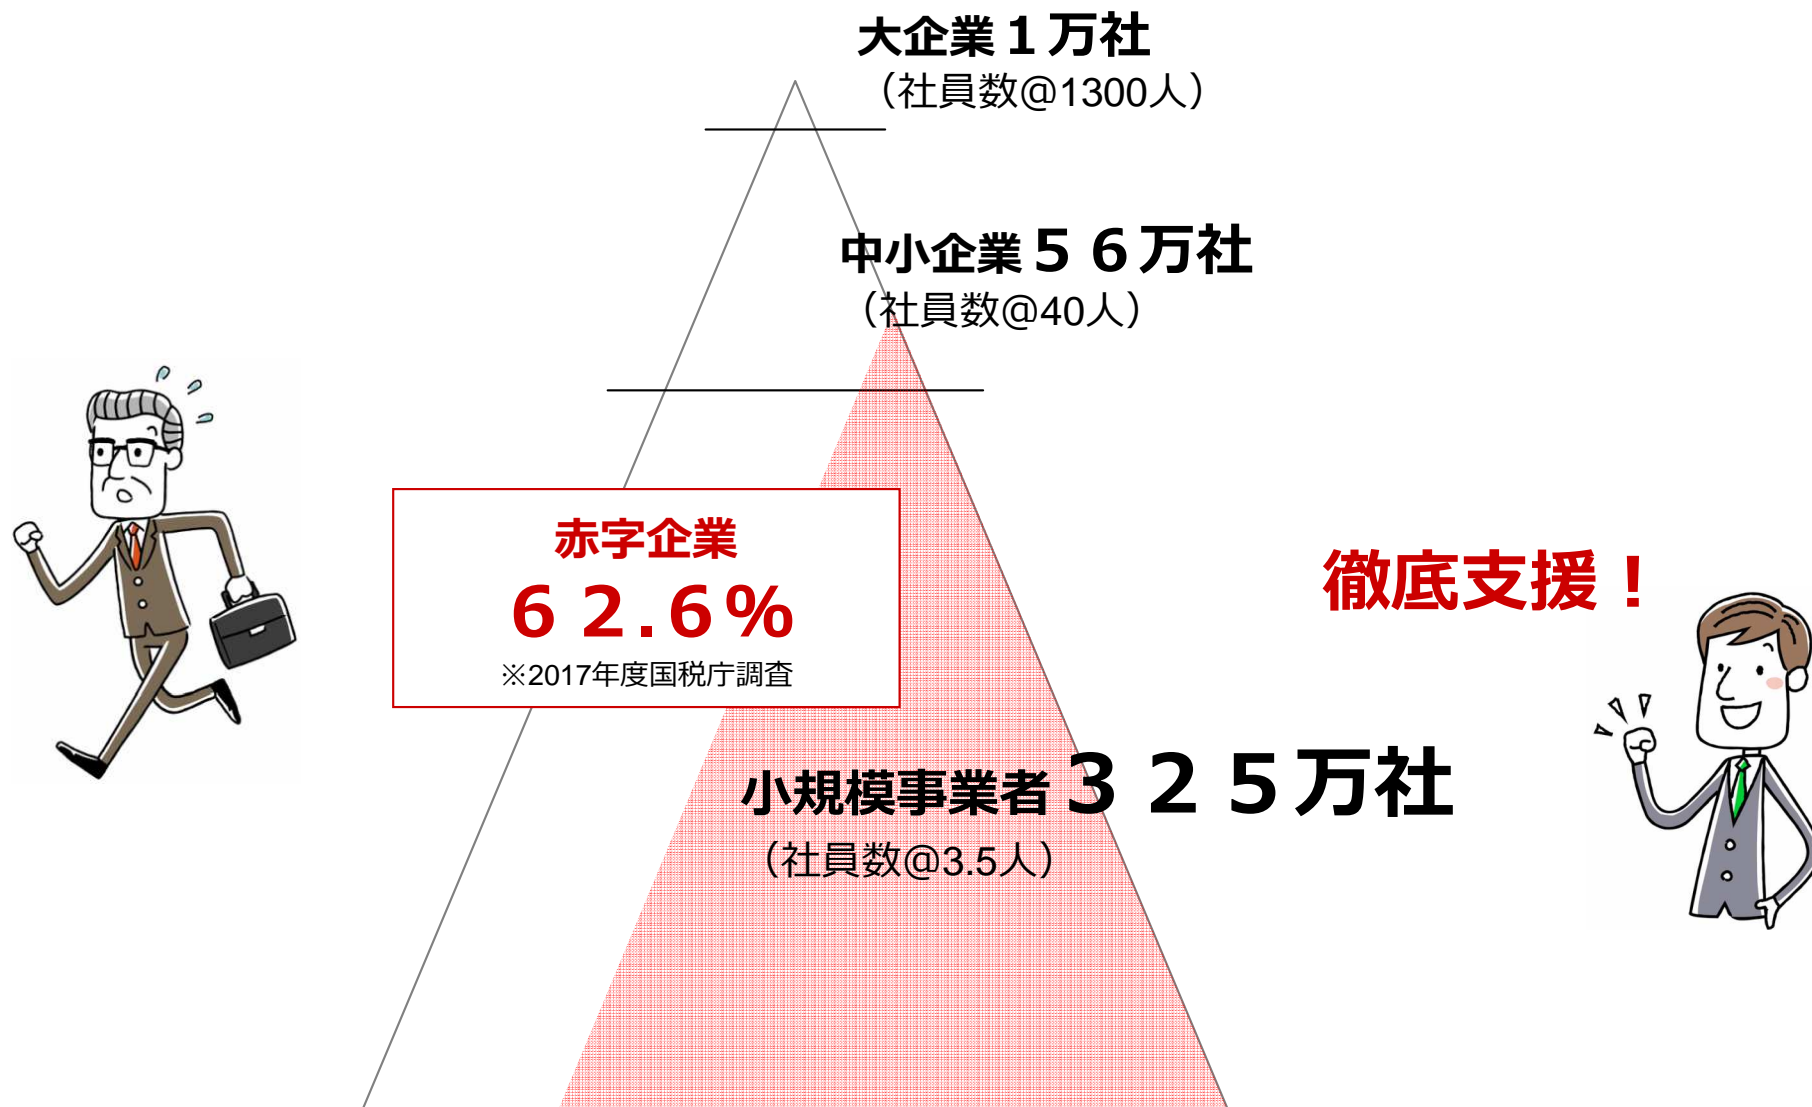 大企業１万社
（社員数@1300人）
中小企業５６万社
（社員数@40人）
赤字企業
６２.６%
※2017年度国税庁調査
徹底支援！
小規模事業者３２５万社
（社員数@3.5人）